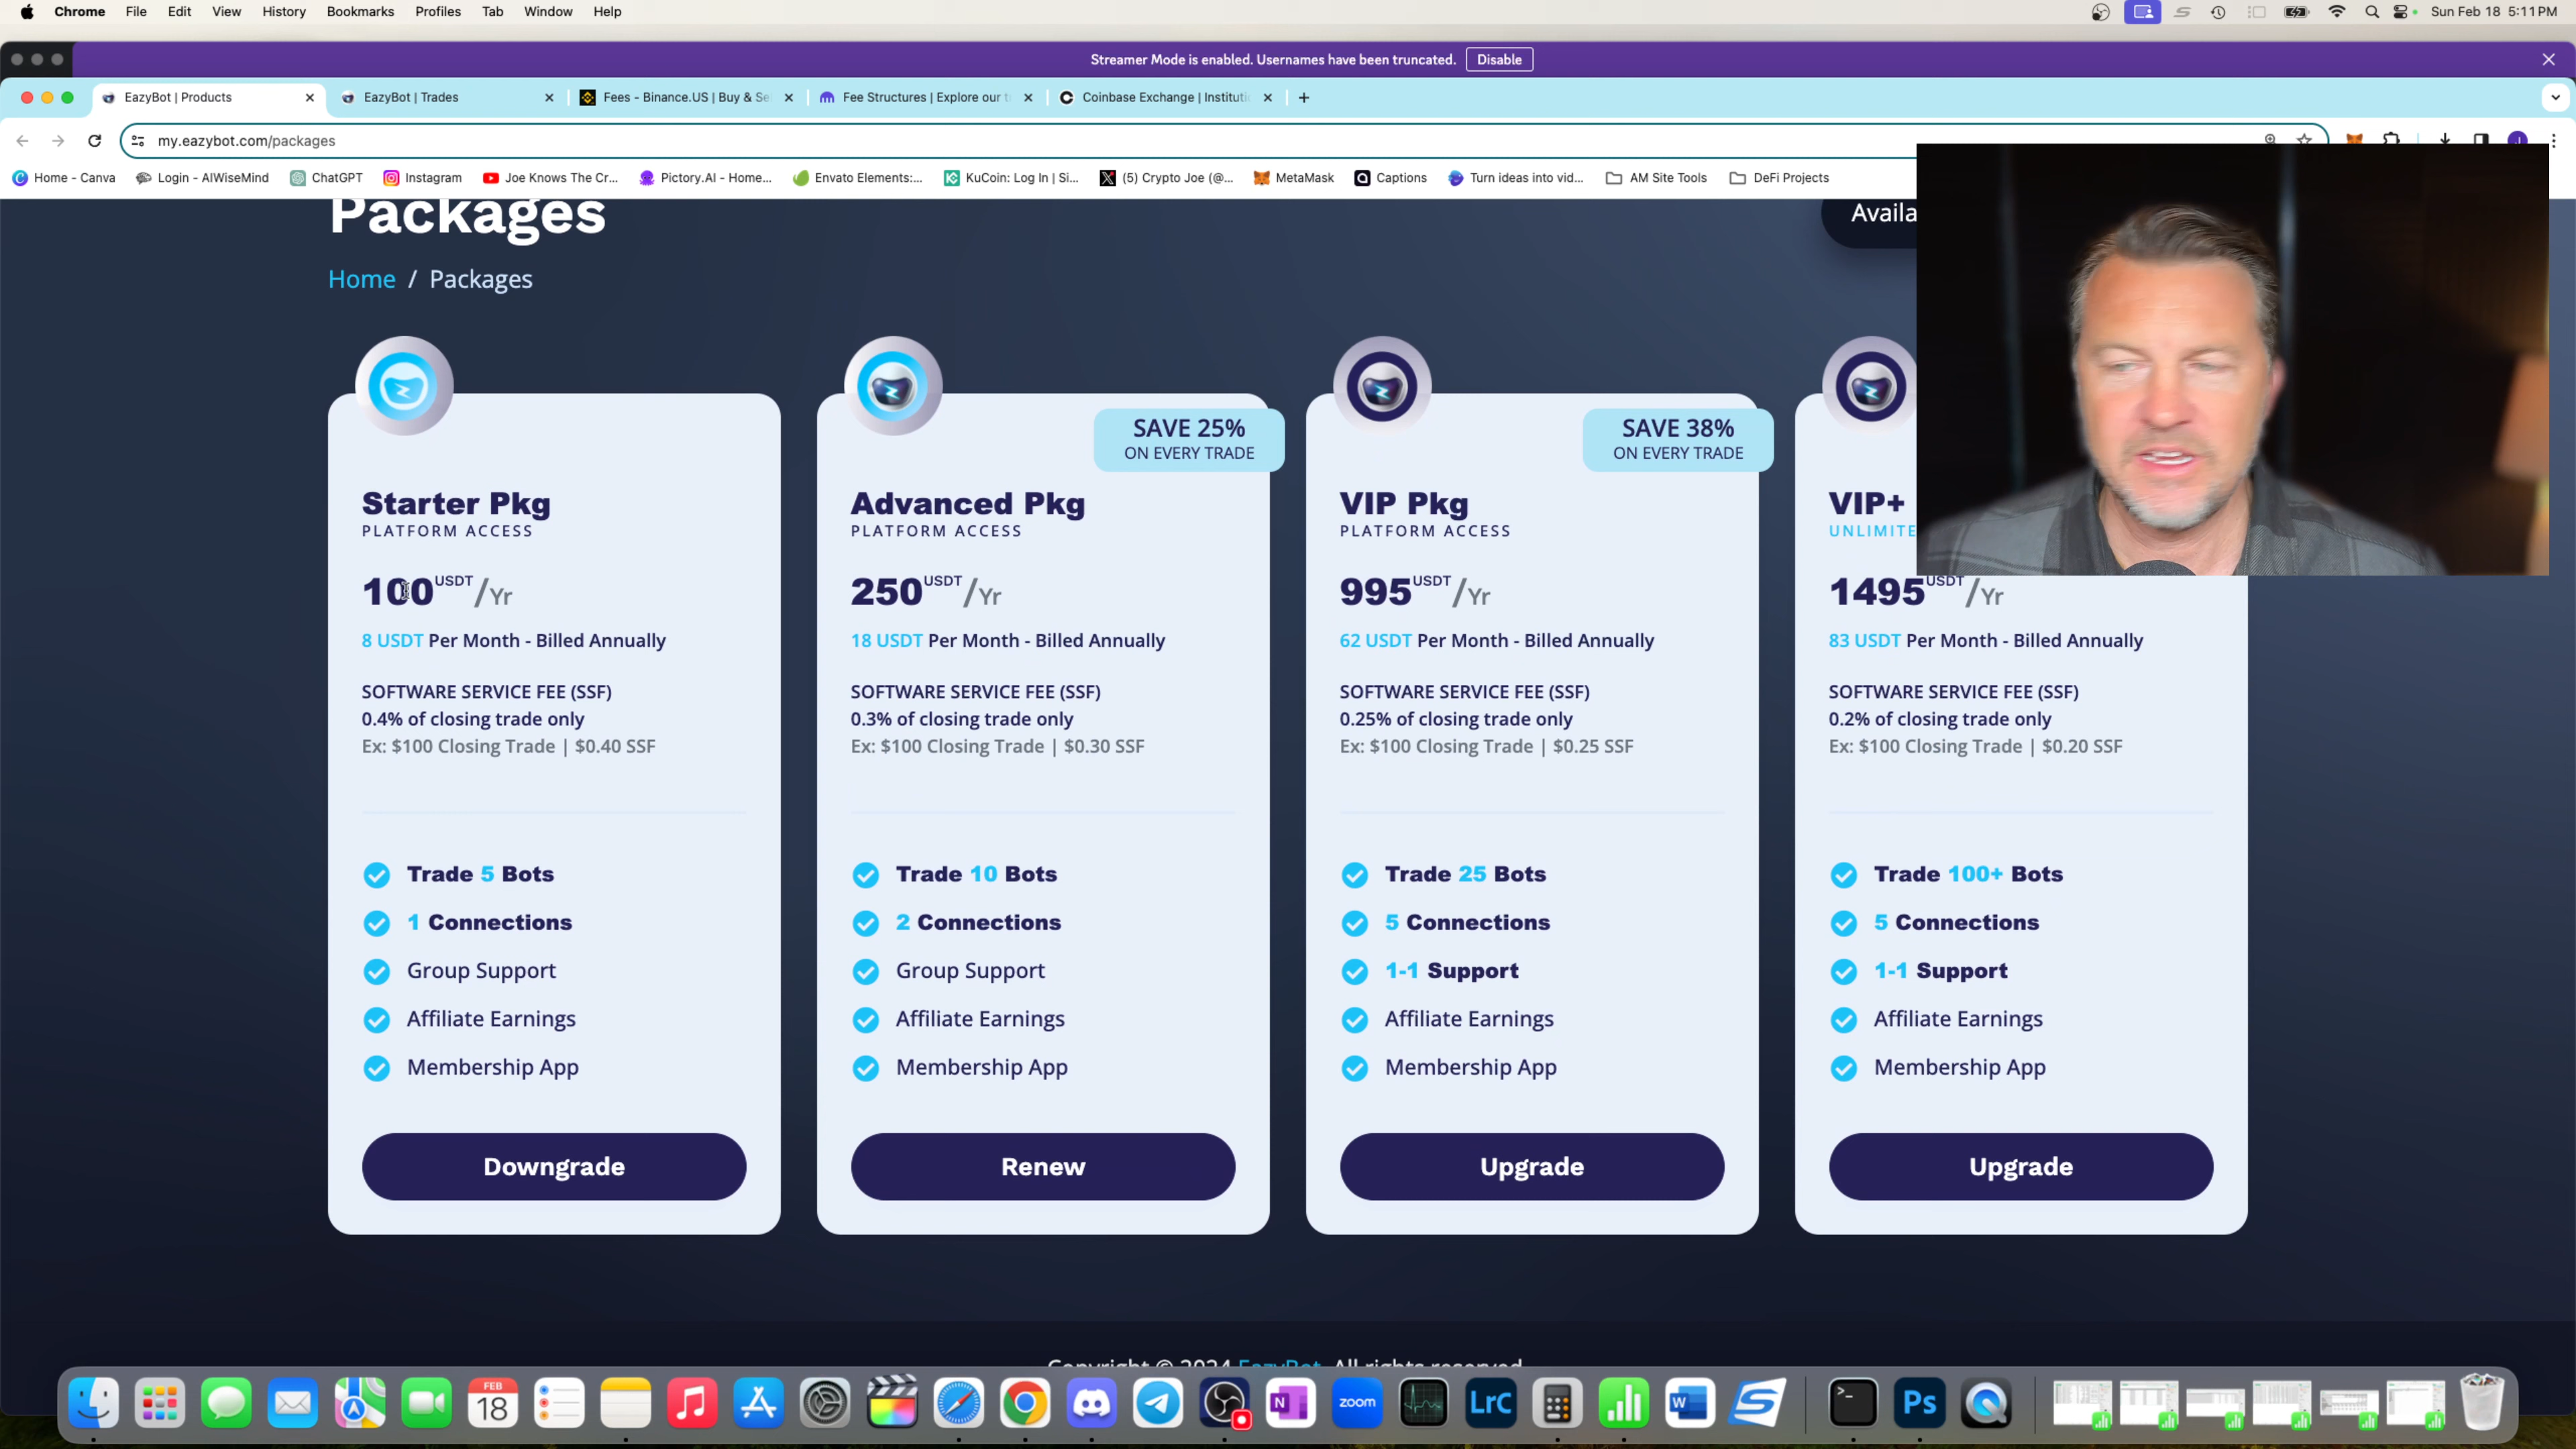 Chrome File Edit View History Bookmarks Profiles Tab Window Help
Sun Feb 18 5:11 PM
Streamer Mode is enabled. Usernames have been truncated. Disable
EazyBot | Products
EazyBot | Trades
Fees - Binance.US | Buy & Se
Fee Structures | Explore our t
Coinbase Exchange | Instituti
my.eazybot.com/packages
Home - Canva
Login - AIWiseMind
ChatGPT
Instagram
Joe Knows The Cr...
Pictory.AI - Home...
Envato Elements:...
KuCoin: Log In | Si...
(5) Crypto Joe (@...
MetaMask
Captions
Turn ideas into vid...
AM Site Tools
DeFi Projects
Packages
Availa
Home / Packages
Starter Pkg
PLATFORM ACCESS
100 USDT /Yr
8 USDT Per Month - Billed Annually
SOFTWARE SERVICE FEE (SSF)
0.4% of closing trade only
Ex: $100 Closing Trade | $0.40 SSF
Trade 5 Bots
1 Connections
Group Support
Affiliate Earnings
Membership App
Downgrade
SAVE 25%
ON EVERY TRADE
Advanced Pkg
PLATFORM ACCESS
250 USDT /Yr
18 USDT Per Month - Billed Annually
SOFTWARE SERVICE FEE (SSF)
0.3% of closing trade only
Ex: $100 Closing Trade | $0.30 SSF
Trade 10 Bots
2 Connections
Group Support
Affiliate Earnings
Membership App
Renew
SAVE 38%
ON EVERY TRADE
VIP Pkg
PLATFORM ACCESS
995 USDT /Yr
62 USDT Per Month - Billed Annually
SOFTWARE SERVICE FEE (SSF)
0.25% of closing trade only
Ex: $100 Closing Trade | $0.25 SSF
Trade 25 Bots
5 Connections
1-1 Support
Affiliate Earnings
Membership App
Upgrade
VIP+
UNLIMITE
1495 USDT /Yr
83 USDT Per Month - Billed Annually
SOFTWARE SERVICE FEE (SSF)
0.2% of closing trade only
Ex: $100 Closing Trade | $0.20 SSF
Trade 100+ Bots
5 Connections
1-1 Support
Affiliate Earnings
Membership App
Upgrade
Copyright © 2024 EazyBot. All rights reserved
FEB
18
N
zoom
LrC
W
S
Ps